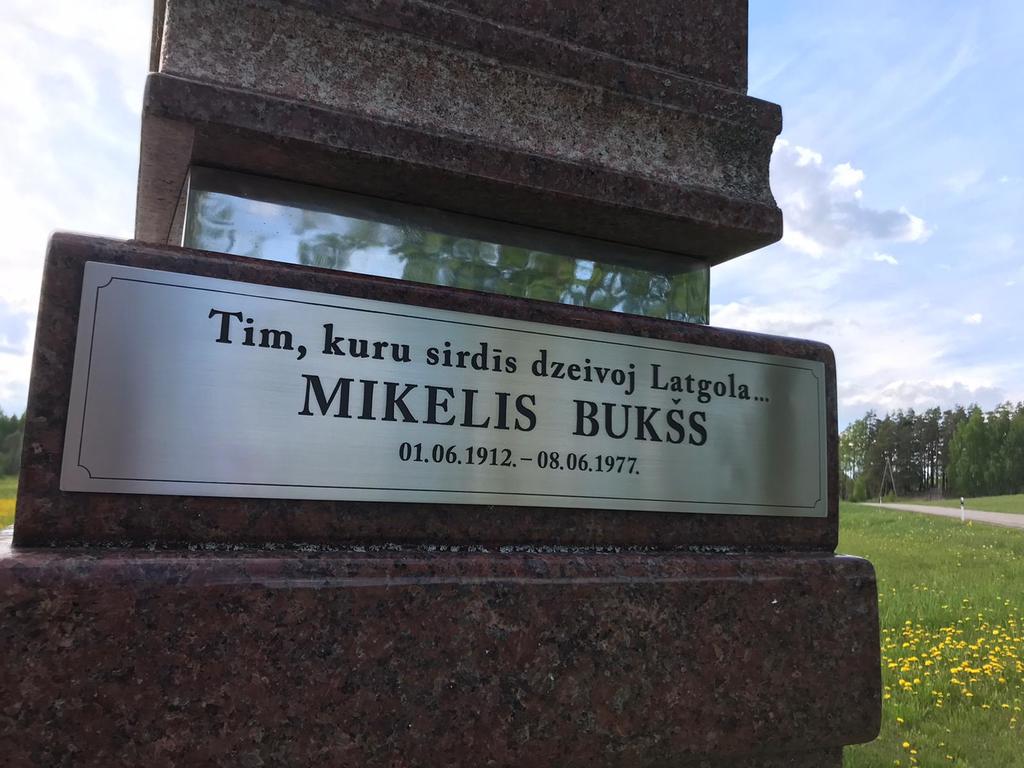 Tim, kuru sirdīs dzeivoj Latgola...
MIKELIS BUKŠS
01.06.1912. – 08.06.1977.